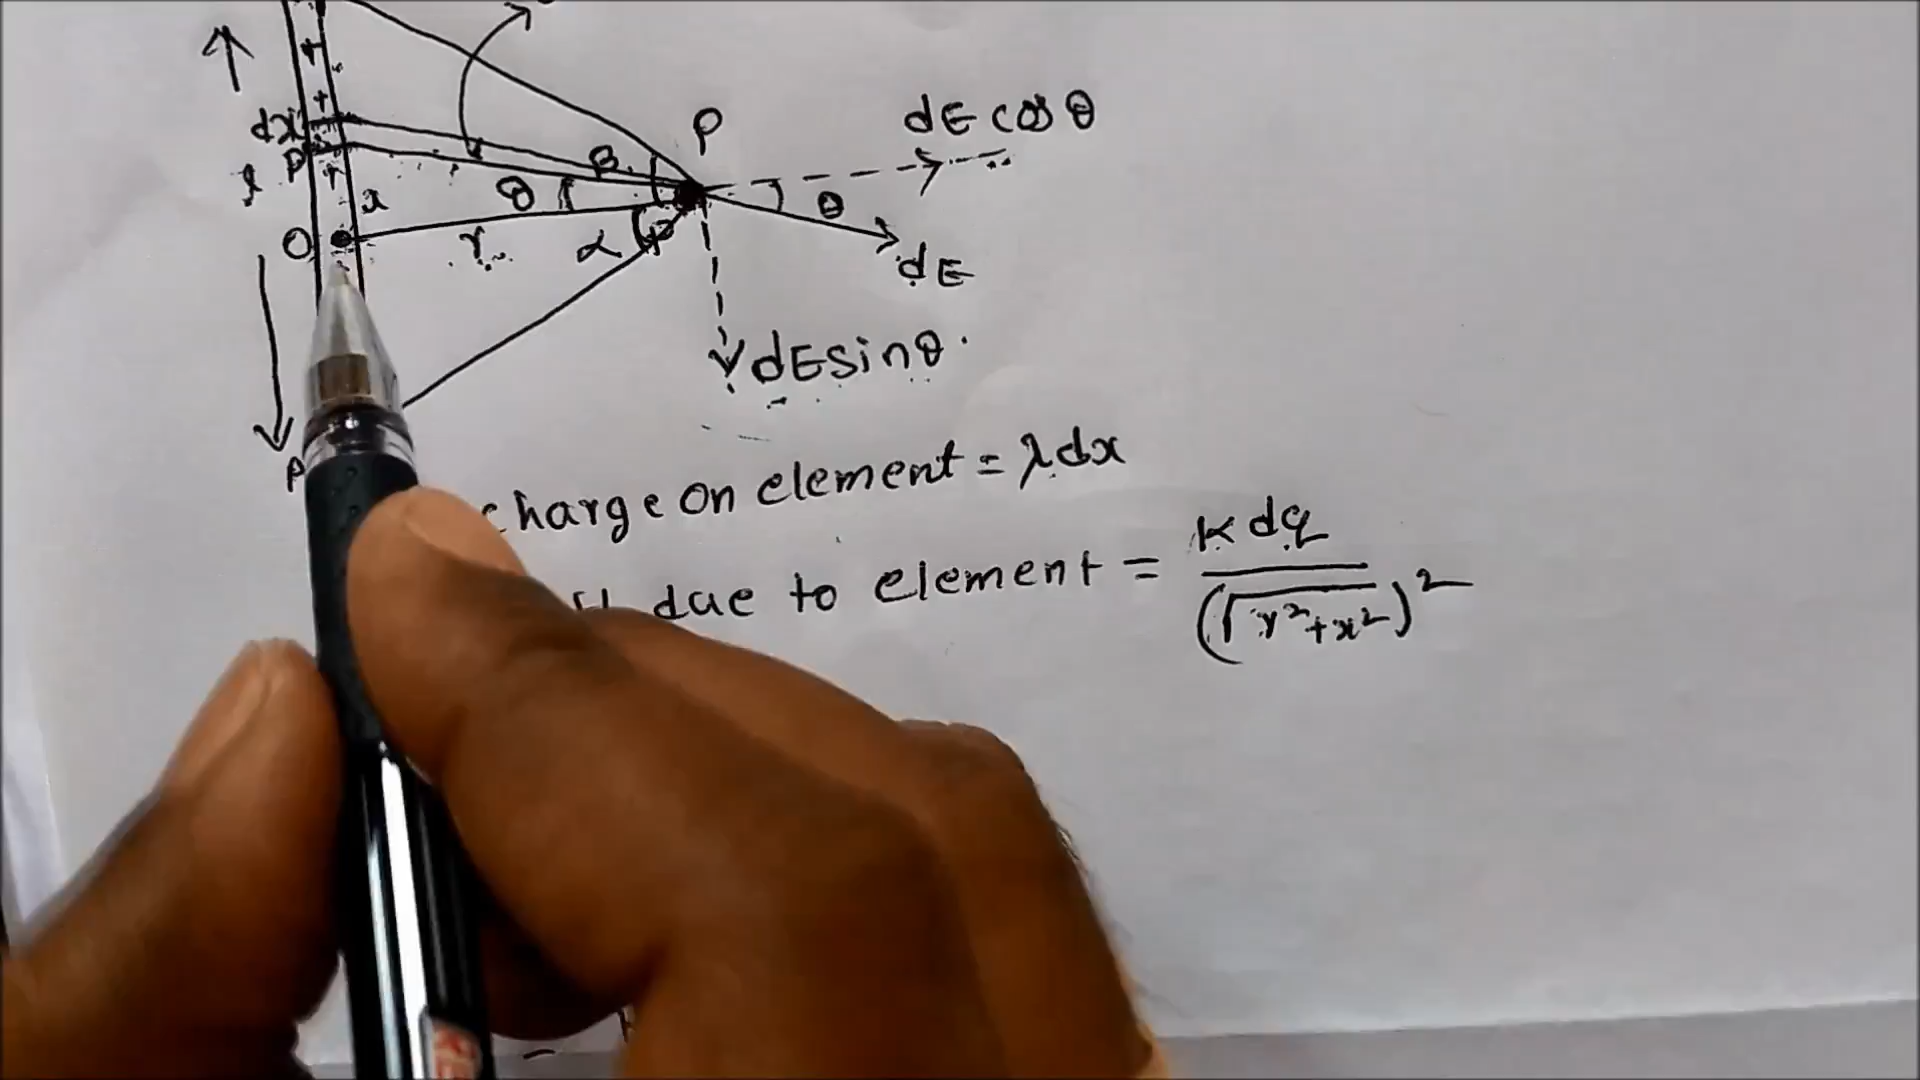 P
dE cos θ
dx
P
β
θ
θ
l
x
O
r
α
dE
dE sin θ
A
charge on element = λdx
due to element = K dq / (√r²+x²)²